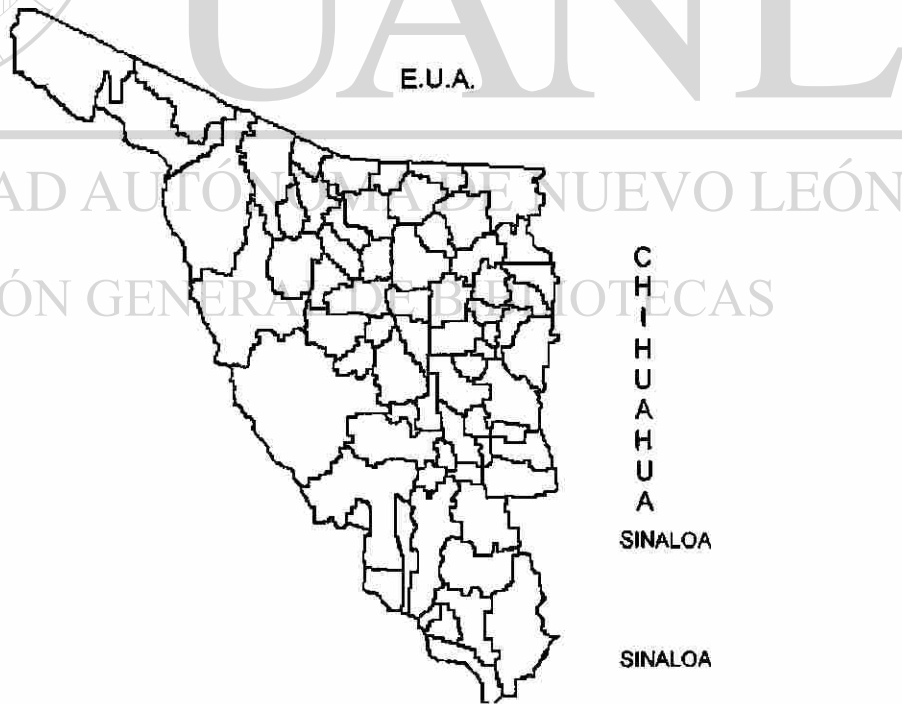 UANL
E.U.A.
AD AUTÓNOMA DE NUEVO LEÓN
ÓN GENERAL DE BIBLIOTECAS
CHIHUAHUA
SINALOA
SINALOA